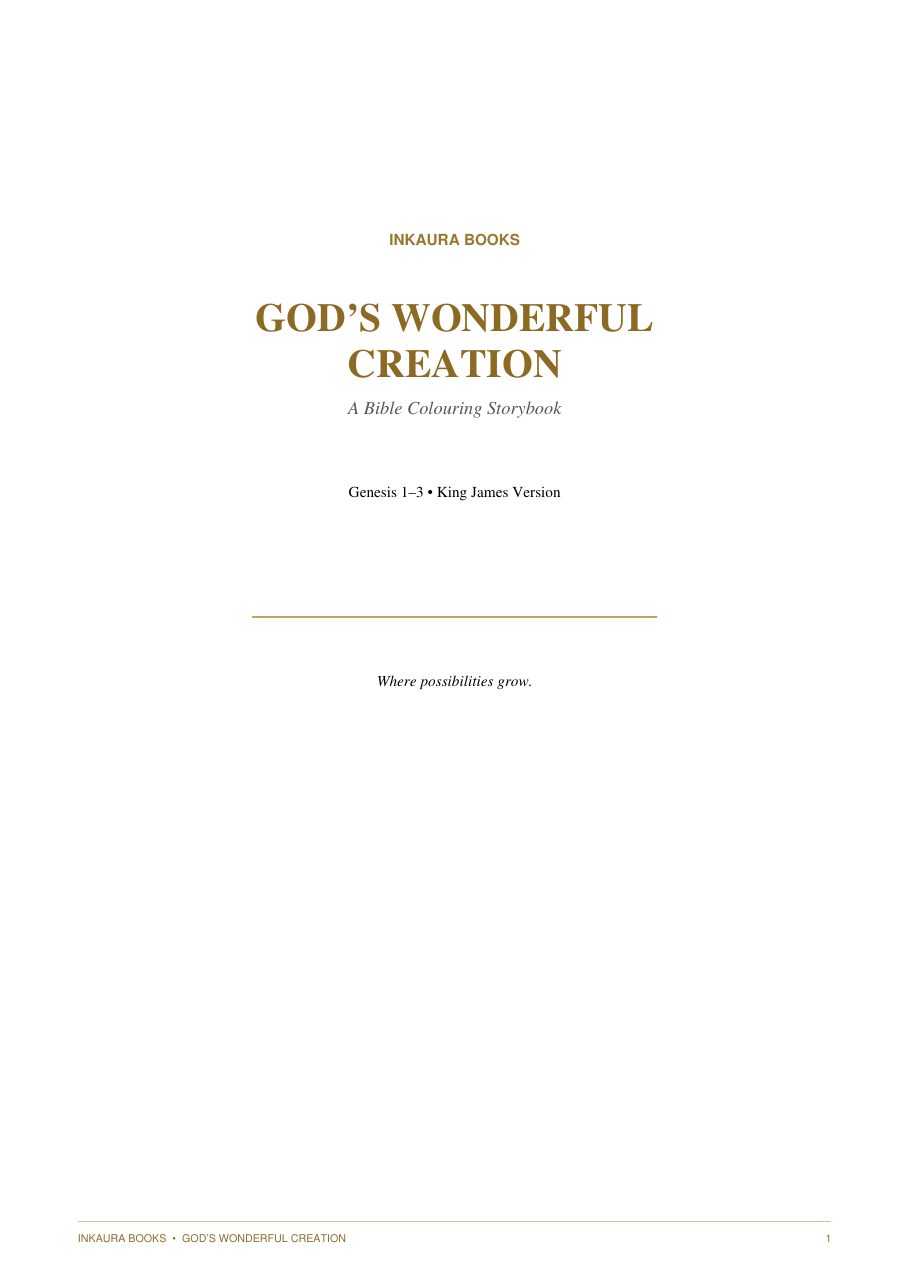 INKAURA BOOKS
GOD’S WONDERFUL
CREATION
A Bible Colouring Storybook
Genesis 1–3 • King James Version
Where possibilities grow.
INKAURA BOOKS • GOD’S WONDERFUL CREATION 1